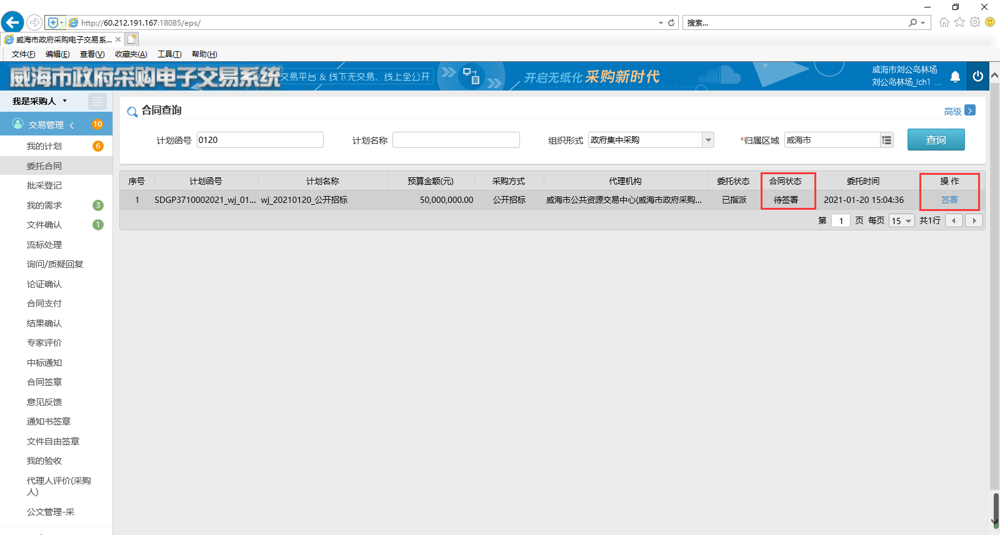 http://60.212.191.167:18085/eps/
搜索...
威海市政府采购电子交易系...
文件(F) 编辑(E) 查看(V) 收藏夹(A) 工具(T) 帮助(H)
威海市政府采购电子交易系统
交易平台 & 线下无交易、线上全公开
开启无纸化 采购新时代
威海市刘公岛林场
刘公岛林场_lch1 ...
我是采购人
交易管理 10
我的计划 6
委托合同
批采登记
我的需求 3
文件确认 1
流标处理
询问/质疑回复
论证确认
合同支付
结果确认
专家评价
中标通知
合同签章
意见反馈
通知书签章
文件自由签章
我的验收
代理人评价(采购
人)
公文管理-采
合同查询
高级
计划函号 0120 计划名称 组织形式 政府集中采购 *归属区域 威海市 查询
序号 计划函号 计划名称 预算金额(元) 采购方式 代理机构 委托状态 合同状态 委托时间 操 作
1 SDGP3710002021_wj_01... wj_20210120_公开招标 50,000,000.00 公开招标 威海市公共资源交易中心(威海市政府采购... 已指派 待签署 2021-01-20 15:04:36 签署
第 1 页 每页 15 共1行